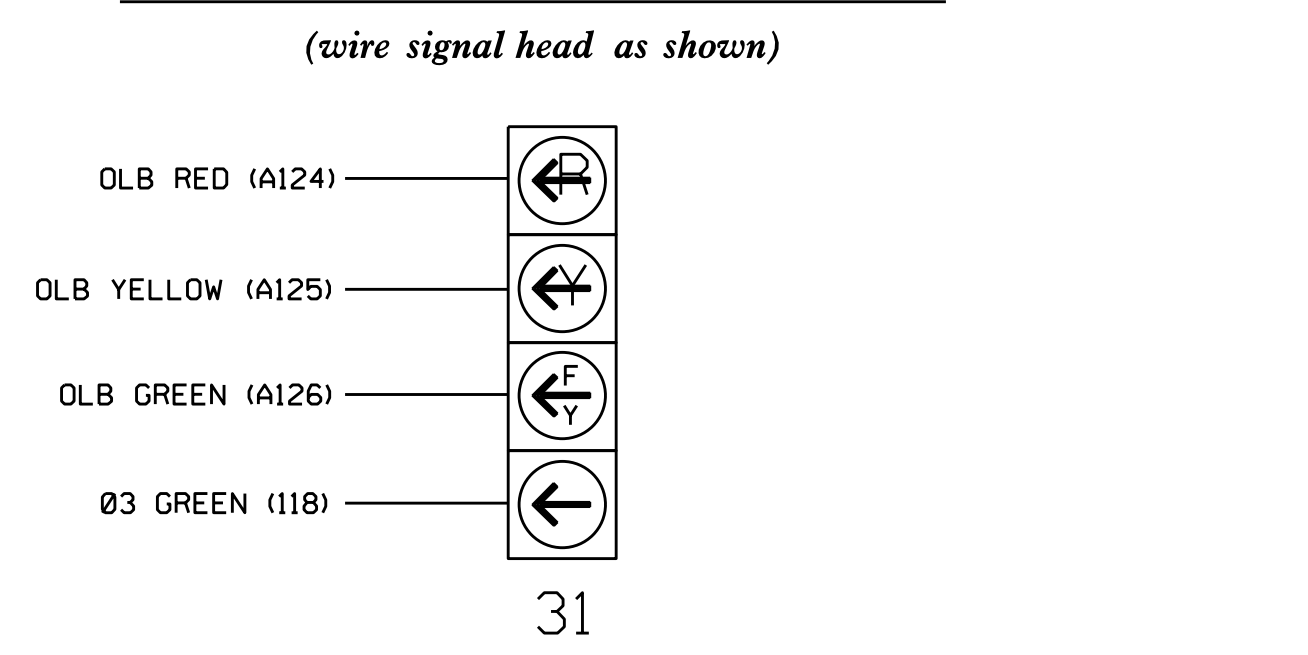 (wire signal head as shown)
OLB RED (A124)
R
OLB YELLOW (A125)
Y
OLB GREEN (A126)
F
Y
Ø3 GREEN (118)
31